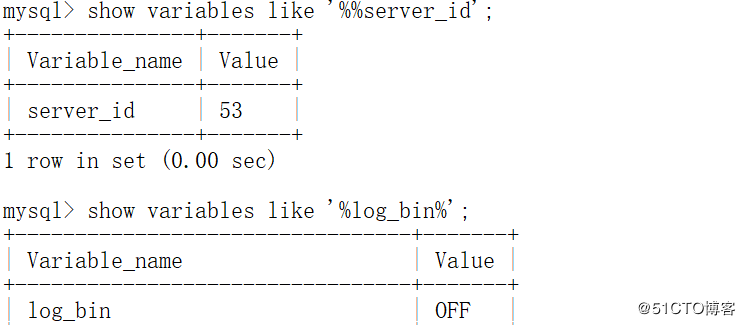 mysql> show variables like '%%server_id';
+---------------+-------+
| Variable_name | Value |
+---------------+-------+
| server_id     | 53    |
+---------------+-------+
1 row in set (0.00 sec)
mysql> show variables like '%log_bin%';
+---------------------------------+-------+
| Variable_name                   | Value |
+---------------------------------+-------+
| log_bin                         | OFF   |
@51CTO博客